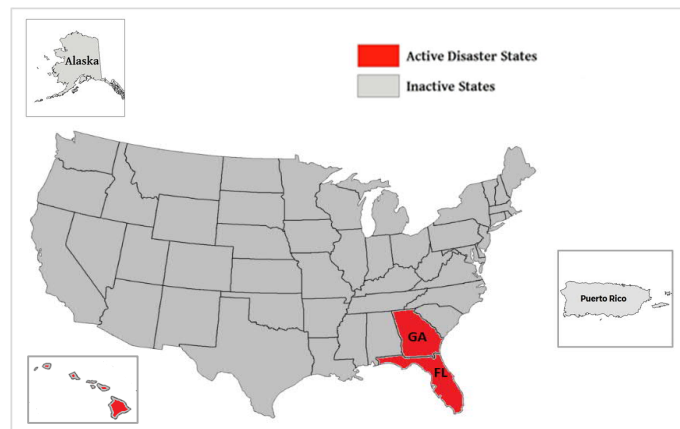 Alaska
Active Disaster States
Inactive States
Puerto Rico
GA
FL